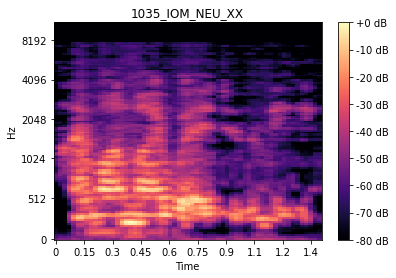 1035_IOM_NEU_XX
+0 dB
8192
-10 dB
4096
-20 dB
-30 dB
2048
-40 dB
Hz
1024
-50 dB
-60 dB
512
-70 dB
0
-80 dB
0 0.15 0.3 0.45 0.6 0.75 0.9 1.1 1.2 1.4
Time